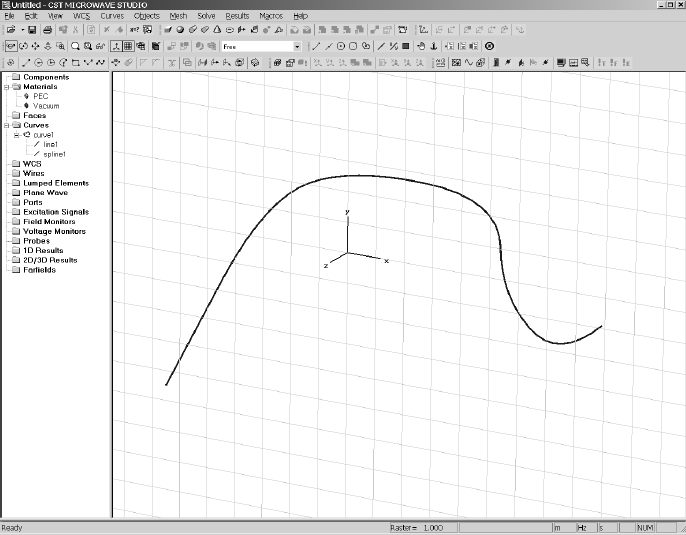 Untitled - CST MICROWAVE STUDIO
File Edit View WCS Curves Objects Mesh Solve Results Macros Help
Free
Components
Materials
PEC
Vacuum
Faces
Curves
curve1
line1
spline1
WCS
Wires
Lumped Elements
Plane Wave
Ports
Excitation Signals
Field Monitors
Voltage Monitors
Probes
1D Results
2D/3D Results
Farfields
y
z x
Ready Raster= 1.000 m Hz s NUM